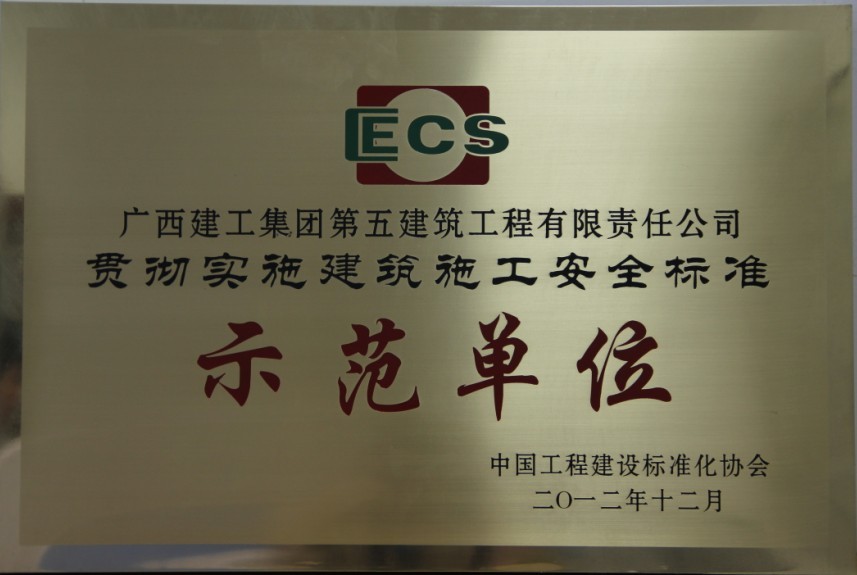 CECS
广西建工集团第五建筑工程有限责任公司
贯彻实施建筑施工安全标准
示范单位
中国工程建设标准化协会
二〇一二年十二月